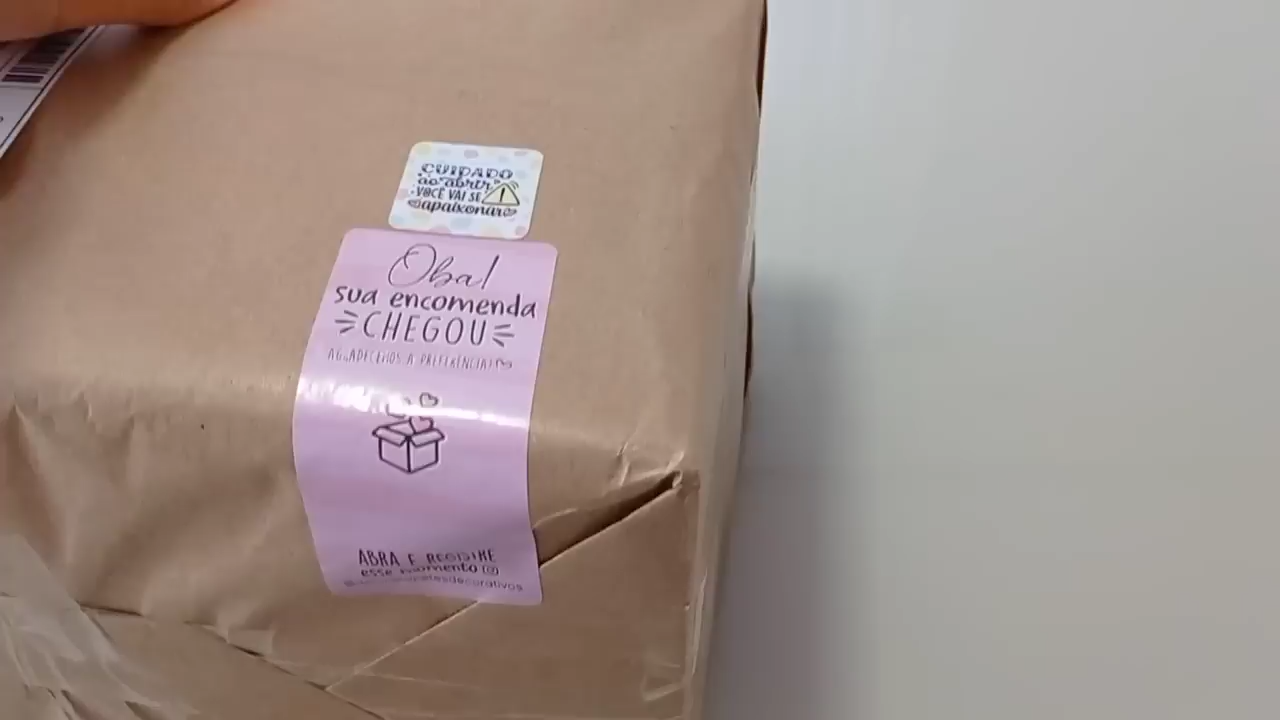 CUIDADO
ao abrir
VOCÊ VAI SE
apaixonar
Oba!
sua encomenda
CHEGOU
AGRADECEMOS A PREFERÊNCIA!
ABRA E REGISTRE
esse momento